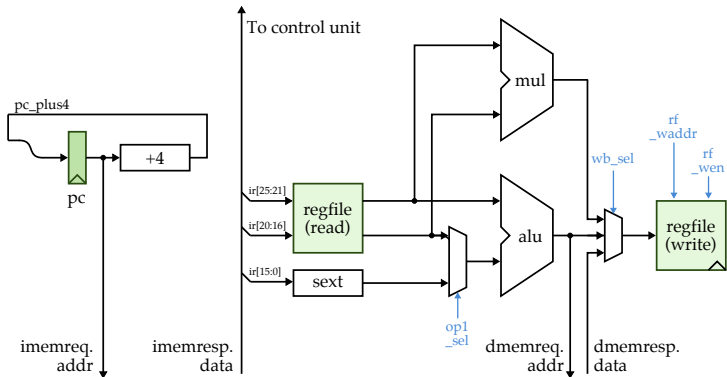 To control unit
mul
pc_plus4
+4
pc
rf
_waddr
rf
_wen
wb_sel
ir[25:21]
regfile
(read)
ir[20:16]
alu
regfile
(write)
ir[15:0]
sext
op1
_sel
imemreq.
addr
imemresp.
data
dmemreq.
addr
dmemresp.
data